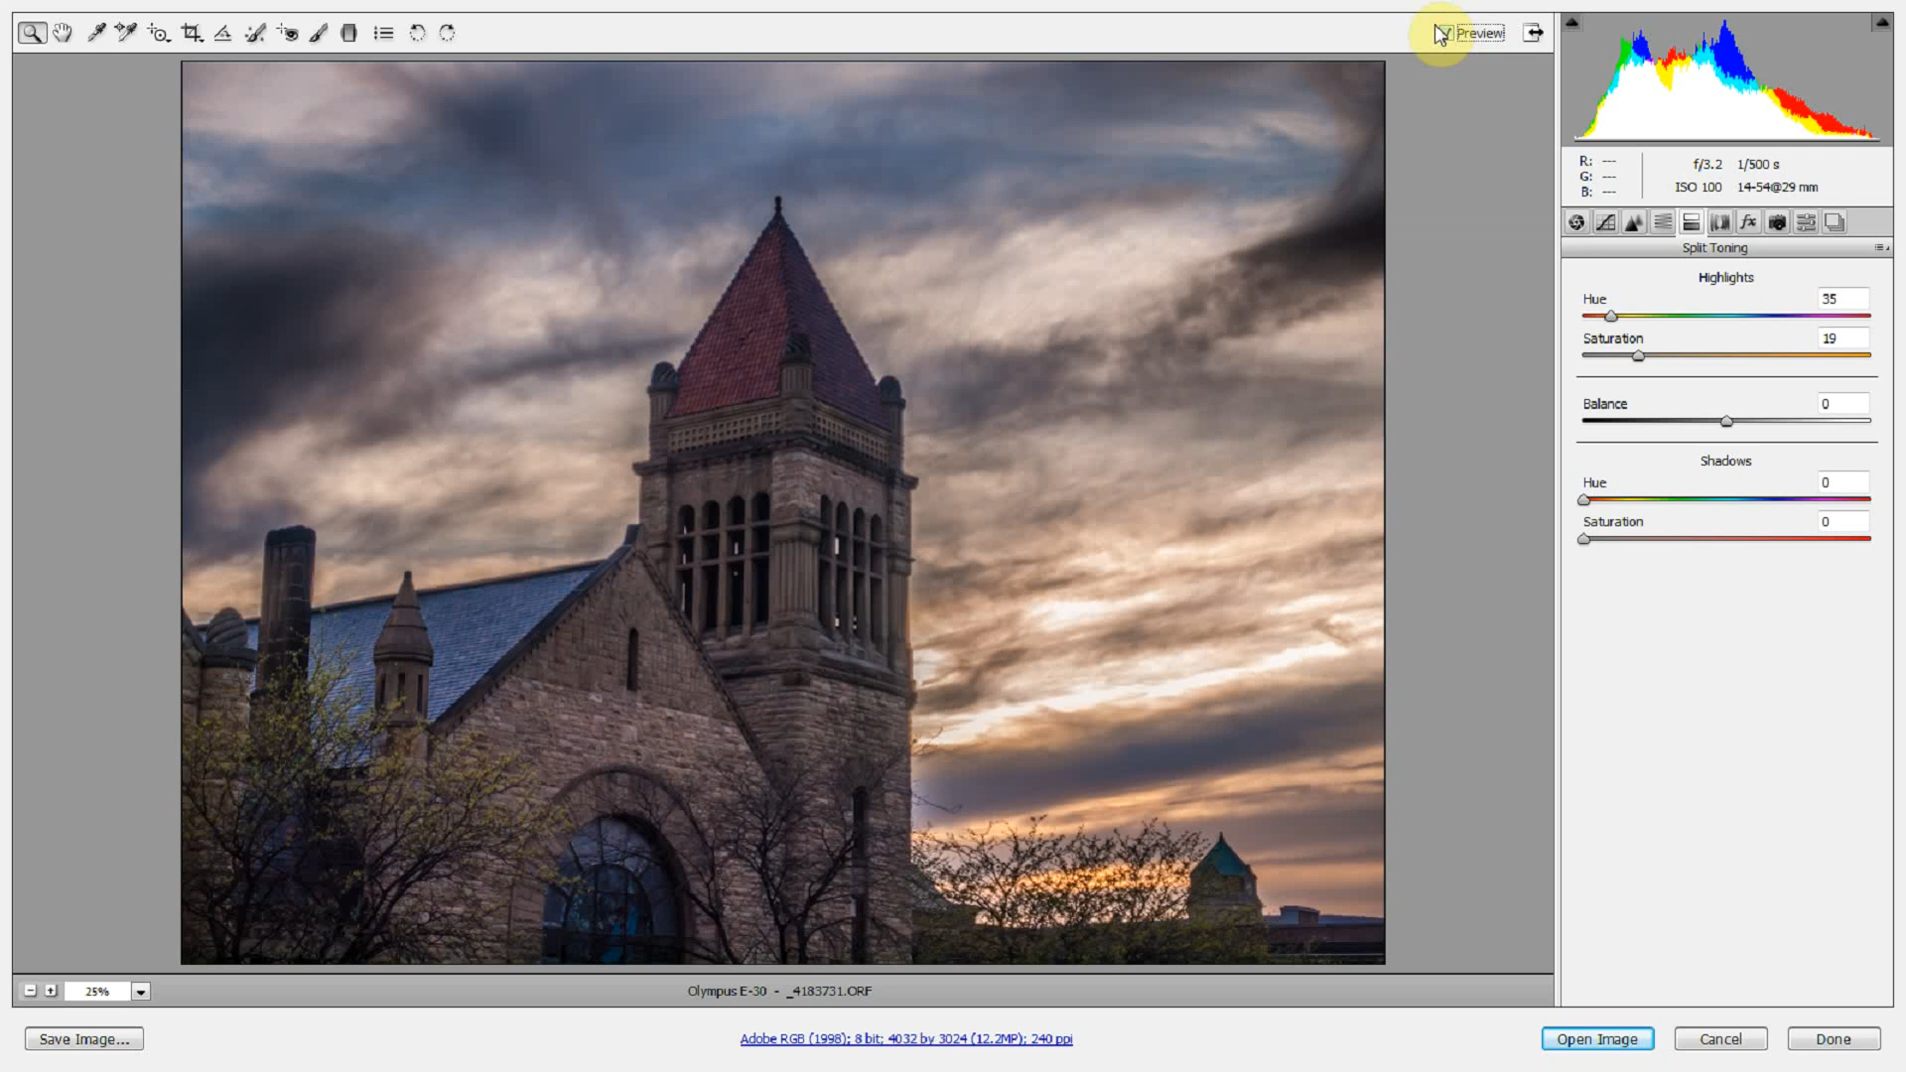 Preview
R: ---
G: ---
B: ---
f/3.2 1/500 s
ISO 100 14-54@29 mm
fx
Split Toning
Highlights
Hue 35
Saturation 19
Balance 0
Shadows
Hue 0
Saturation 0
25%
Olympus E-30 - _4183731.ORF
Save Image...
Adobe RGB (1998); 8 bit; 4032 by 3024 (12.2MP); 240 ppi
Open Image
Cancel
Done